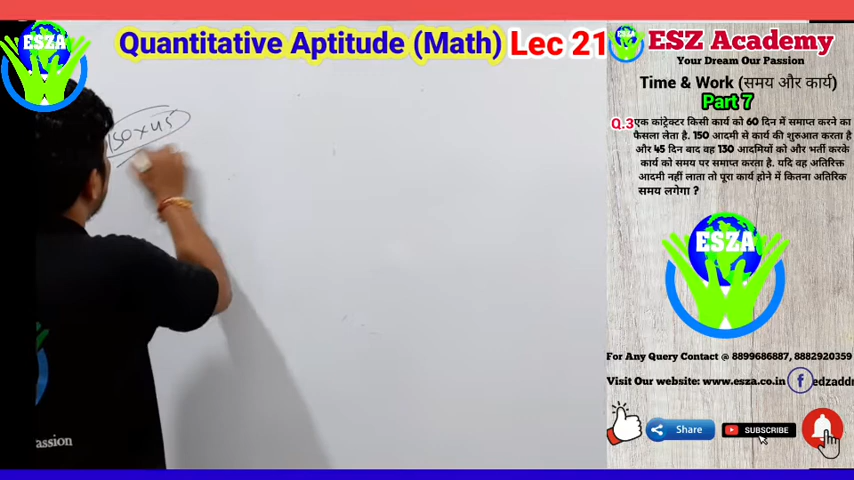 ESZA
Quantitative Aptitude (Math) Lec 21
150x45
assion
ESZ Academy
Your Dream Our Passion
Time & Work (समय और कार्य)
Part 7
Q.3 एक कांट्रेक्टर किसी कार्य को 60 दिन में समाप्त करने का
फैसला लेता है. 150 आदमी से कार्य की शुरुआत करता है
और 45 दिन बाद वह 130 आदमियों को और भर्ती करके
कार्य को समय पर समाप्त करता है. यदि वह अतिरिक्त
आदमी नहीं लाता तो पूरा कार्य होने में कितना अतिरिक
समय लगेगा ?
ESZA
For Any Query Contact @ 8899686887, 8882920359
Visit Our website: www.esza.co.in f edzaddr
Share
SUBSCRIBE